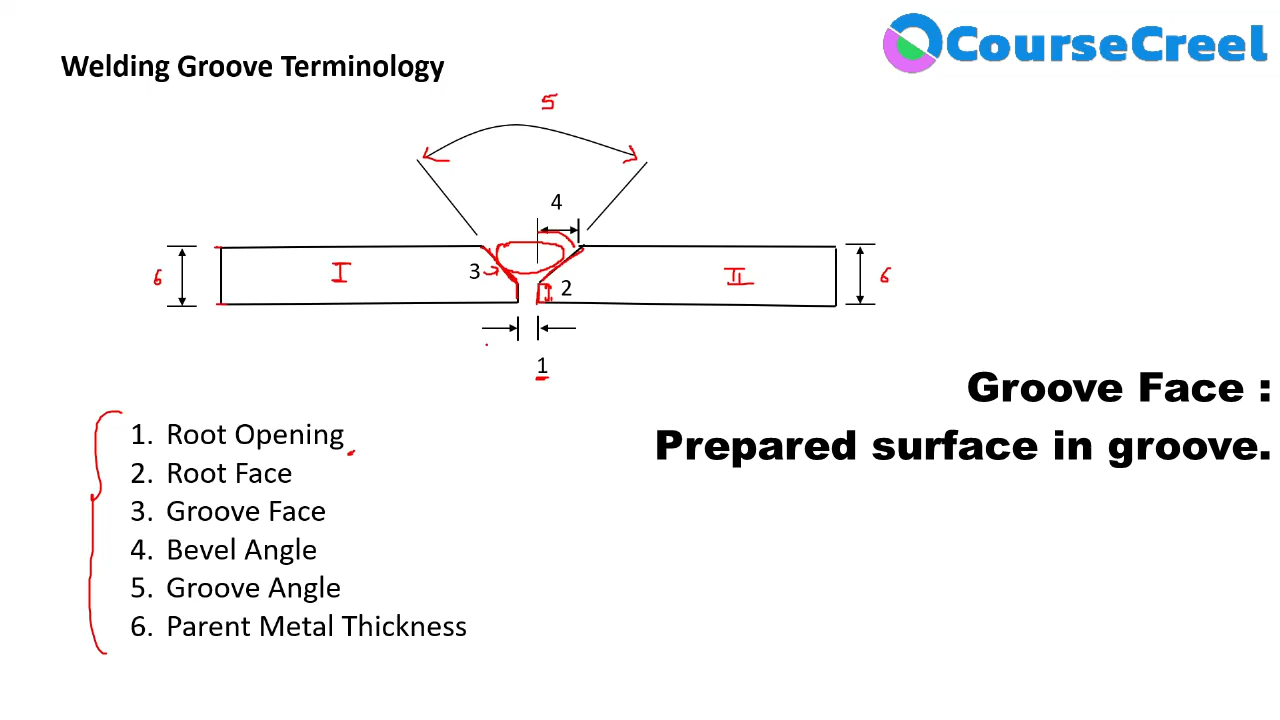 CourseCreel
Welding Groove Terminology
5
4
6
I
3
2
II
6
1
Groove Face :
Prepared surface in groove.
1. Root Opening
2. Root Face
3. Groove Face
4. Bevel Angle
5. Groove Angle
6. Parent Metal Thickness